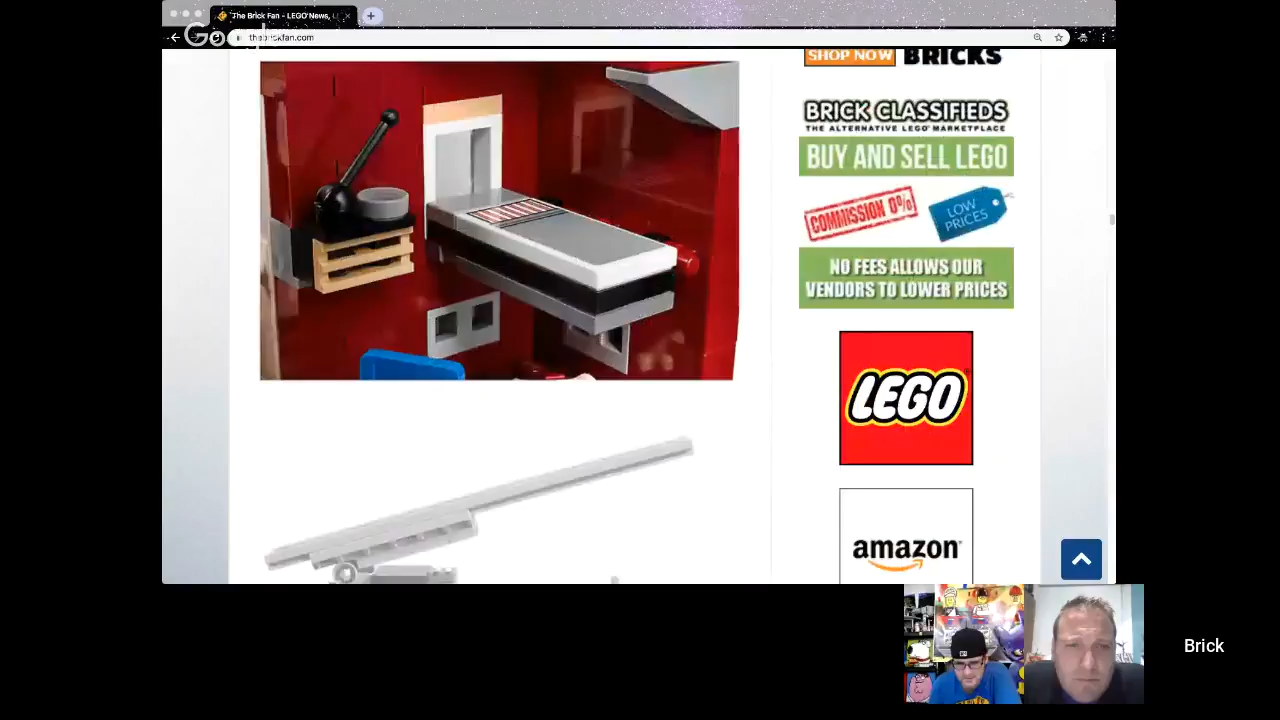 The Brick Fan - LEGO News, L
thebrickfan.com
SHOP NOW BRICKS
BRICK CLASSIFIEDS
THE ALTERNATIVE LEGO MARKETPLACE
BUY AND SELL LEGO
COMMISSION 0%
LOW PRICES
NO FEES ALLOWS OUR
VENDORS TO LOWER PRICES
LEGO
amazon
Brick